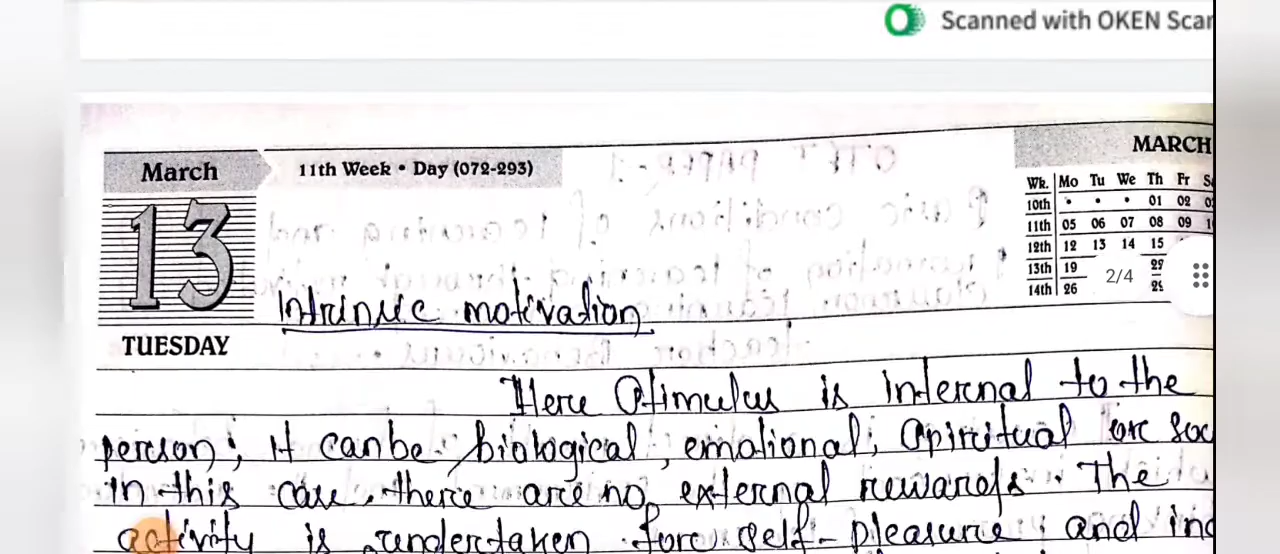 Scanned with OKEN Scan
MARCH
March
11th Week • Day (072-293)
Wk. Mo Tu We Th Fr
10th • • • 01 02
11th 05 06 07 08 09
12th 12 13 14 15
13th 19
14th 26
2/4
13
TUESDAY
Intrinsic motivation
Here Stimulus is internal to the
person; it can be biological, emotional, spiritual or soc
in this case, there are no external rewards. The
activity is undertaken for self-pleasure, and